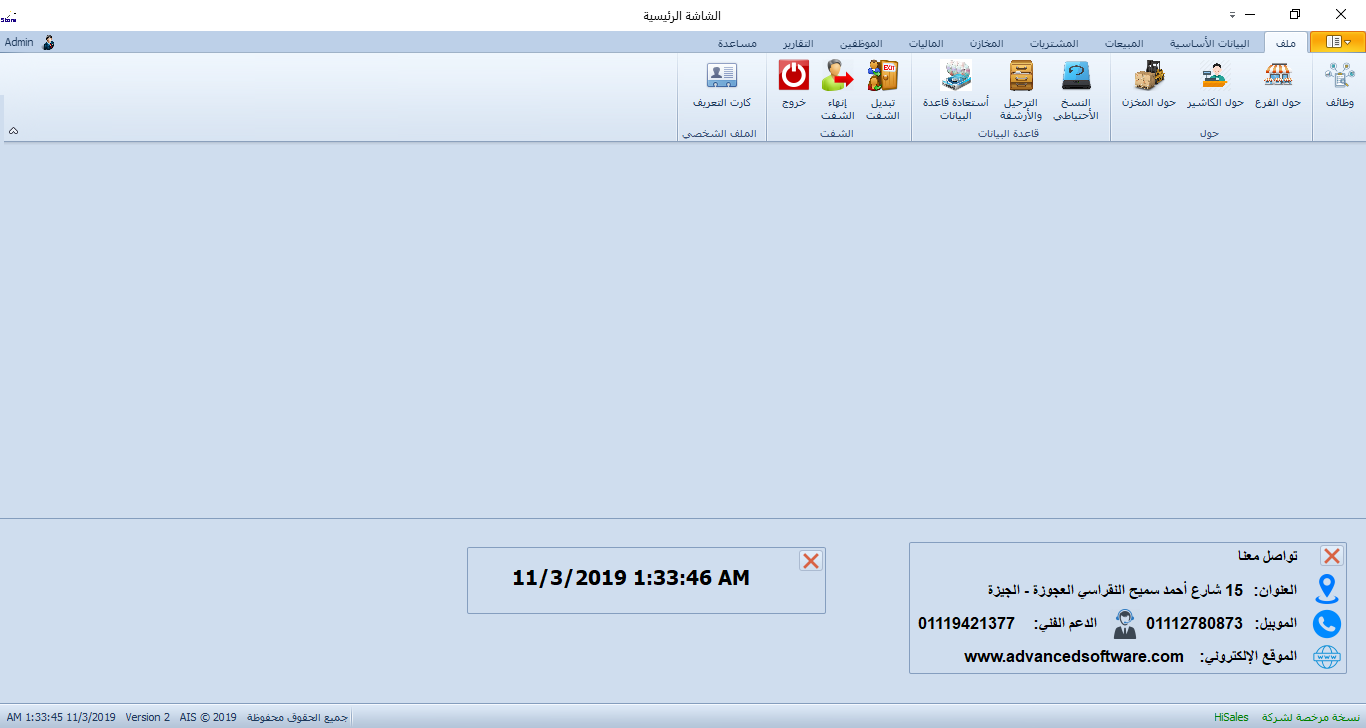 الشاشة الرئيسية
Store
ملف
البيانات الأساسية
المبيعات
المشتريات
المخازن
الماليات
الموظفين
التقارير
مساعدة
Admin
وظائف
حول الفرع
حول الكاشير
حول المخزن
حول
النسخ الأحتياطي
الترحيل والأرشفة
أستعادة قاعدة البيانات
قاعدة البيانات
تبديل الشفت
إنهاء الشفت
خروج
الشفت
EXIT
كارت التعريف
الملف الشخصي
11/3/2019 1:33:46 AM
تواصل معنا
العنوان: 15 شارع أحمد سميح النقراسي العجوزة - الجيزة
الموبيل: 01112780873 الدعم الفني: 01119421377
الموقع الإلكتروني: www.advancedsoftware.com
www
نسخة مرخصة لشركة HiSales
جميع الحقوق محفوظة AIS © 2019 Version 2 AM 1:33:45 11/3/2019